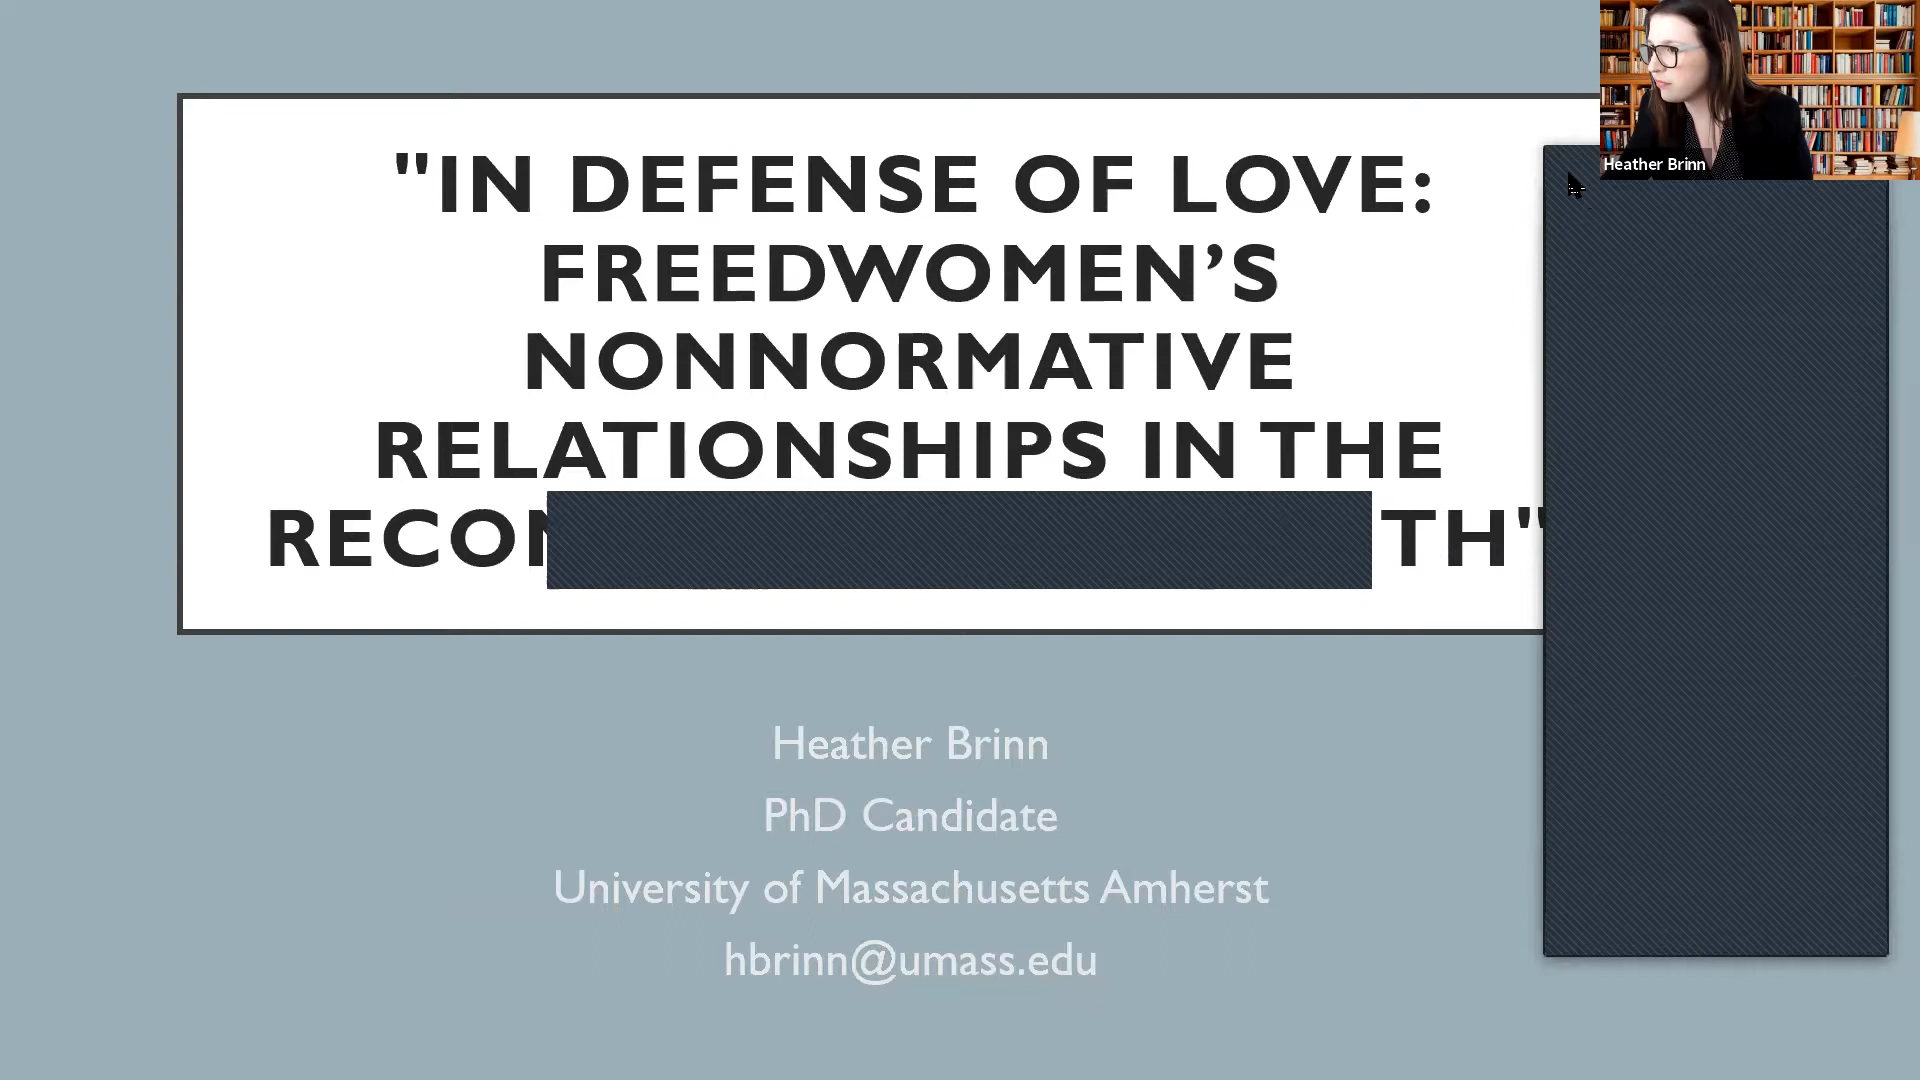 "IN DEFENSE OF LOVE:
FREEDWOMEN’S
NONNORMATIVE
RELATIONSHIPS IN THE
RECON TH"
Heather Brinn
PhD Candidate
University of Massachusetts Amherst
hbrinn@umass.edu
Heather Brinn